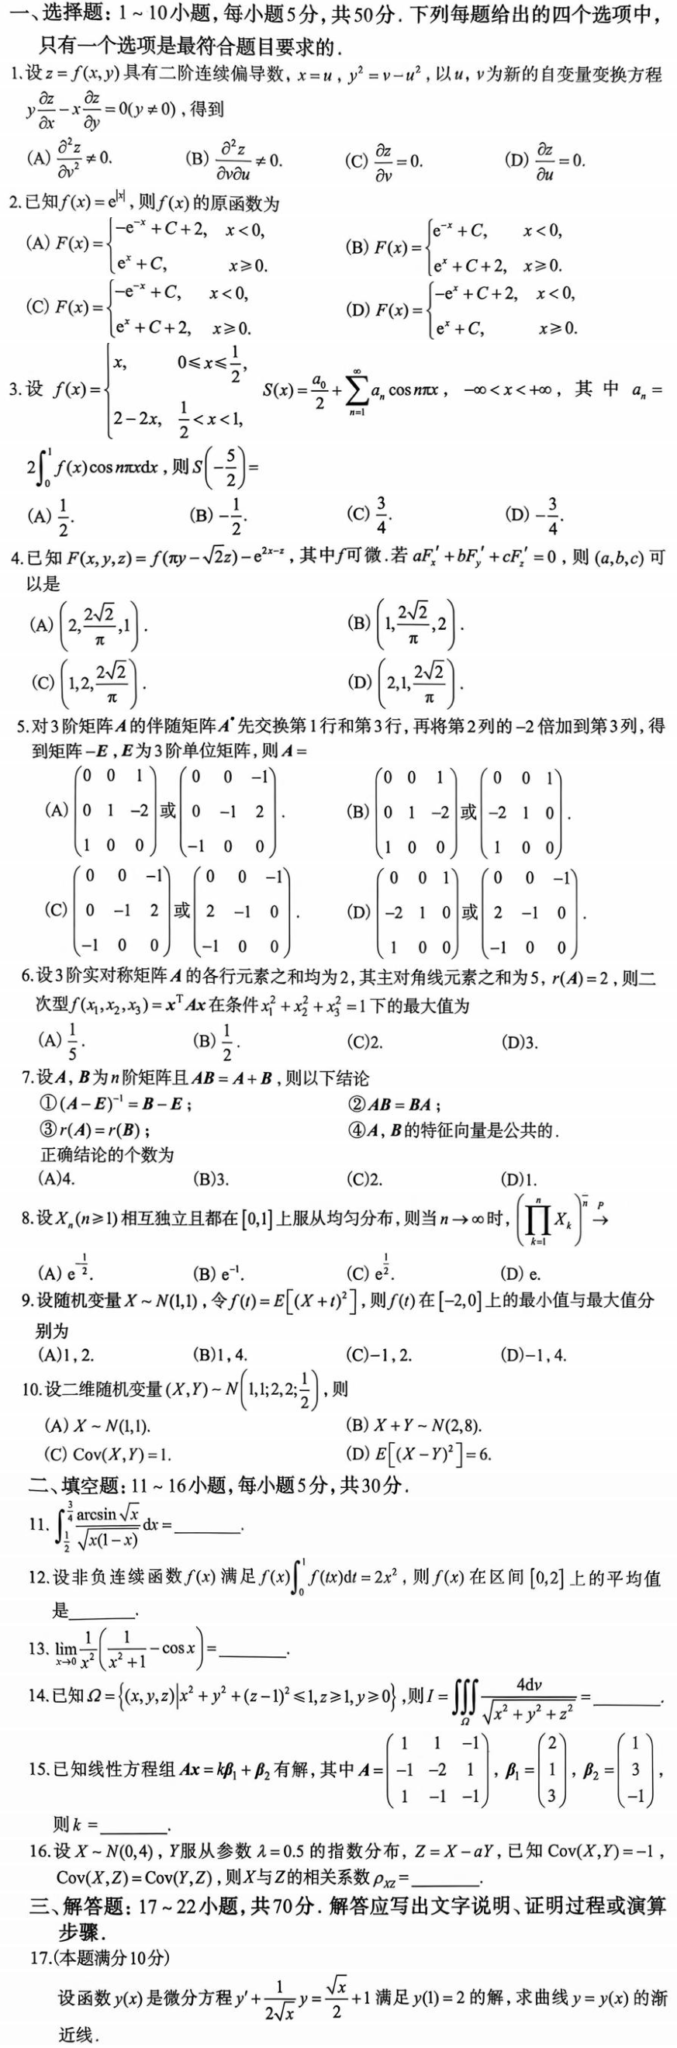 一、选择题：1～10小题，每小题5分，共50分．下列每题给出的四个选项中，
只有一个选项是最符合题目要求的．
1.设z = f(x,y)具有二阶连续偏导数，x = u，y² = v − u²，以u，v为新的自变量变换方程
y ∂z/∂x − x ∂z/∂y = 0(y ≠ 0)，得到
(A) ∂²z/∂v² ≠ 0. (B) ∂²z/∂v∂u ≠ 0. (C) ∂z/∂v = 0. (D) ∂z/∂u = 0.
2.已知f(x) = e^{|x|}，则f(x)的原函数为
(A) F(x) = { −e^{−x} + C + 2, x < 0, e^x + C, x ⩾ 0. (B) F(x) = { e^{−x} + C, x < 0, e^x + C + 2, x ⩾ 0.
(C) F(x) = { −e^{−x} + C, x < 0, e^x + C + 2, x ⩾ 0. (D) F(x) = { −e^x + C + 2, x < 0, e^x + C, x ⩾ 0.
3.设 f(x) = { x, 0 ⩽ x ⩽ 1/2, 2 − 2x, 1/2 < x < 1, S(x) = a₀/2 + ∑_{n=1}^{∞} aₙ cos nπx，−∞ < x < +∞，其中 aₙ =
2∫₀¹ f(x)cos nπxdx，则S(−5/2) =
(A) 1/2. (B) −1/2. (C) 3/4. (D) −3/4.
4.已知F(x,y,z) = f(πy − √2z) − e^{2x−z}，其中f可微．若 aF′ₓ + bF′_y + cF′_z = 0，则 (a,b,c) 可
以是
(A) (2, 2√2/π, 1). (B) (1, 2√2/π, 2).
(C) (1, 2, 2√2/π). (D) (2, 1, 2√2/π).
5.对3阶矩阵A的伴随矩阵A*先交换第1行和第3行，再将第2列的−2倍加到第3列，得
到矩阵−E，E为3阶单位矩阵，则A =
(A) (0 0 1; 0 1 −2; 1 0 0) 或 (0 0 −1; 0 −1 2; −1 0 0). (B) (0 0 1; 0 1 −2; 1 0 0) 或 (0 0 1; −2 1 0; 1 0 0).
(C) (0 0 −1; 0 −1 2; −1 0 0) 或 (0 0 −1; 2 −1 0; −1 0 0). (D) (0 0 1; −2 1 0; 1 0 0) 或 (0 0 −1; 2 −1 0; −1 0 0).
6.设3阶实对称矩阵A的各行元素之和均为2，其主对角线元素之和为5，r(A) = 2，则二
次型f(x₁,x₂,x₃) = xᵀAx在条件x₁² + x₂² + x₃² = 1下的最大值为
(A) 1/5. (B) 1/2. (C)2. (D)3.
7.设A，B为n阶矩阵且AB = A + B，则以下结论
①(A − E)⁻¹ = B − E； ②AB = BA；
③r(A) = r(B)； ④A，B的特征向量是公共的．
正确结论的个数为
(A)4. (B)3. (C)2. (D)1.
8.设Xₙ(n ⩾ 1)相互独立且都在[0,1]上服从均匀分布，则当n → ∞时，(∏_{k=1}^{n} X_k)^{1/n} →^P
(A) e^{−1/2}. (B) e⁻¹. (C) e^{1/2}. (D) e.
9.设随机变量X ~ N(1,1)，令f(t) = E[(X + t)²]，则f(t)在[−2,0]上的最小值与最大值分
别为
(A)1，2. (B)1，4. (C)−1，2. (D)−1，4.
10.设二维随机变量(X,Y) ~ N(1,1;2,2;1/2)，则
(A) X ~ N(1,1). (B) X + Y ~ N(2,8).
(C) Cov(X,Y) = 1. (D) E[(X − Y)²] = 6.
二、填空题：11～16小题，每小题5分，共30分．
11. ∫_{1/2}^{3/4} arcsin√x/√(x(1−x)) dx = ________.
12.设非负连续函数f(x)满足f(x)∫₀¹ f(tx)dt = 2x²，则f(x)在区间[0,2]上的平均值
是________.
13. lim_{x→0} 1/x² (1/(x²+1) − cos x) = ________.
14.已知Ω = {(x,y,z)|x² + y² + (z−1)² ⩽ 1, z ⩾ 1, y ⩾ 0}，则I = ∭_Ω 4dv/√(x² + y² + z²) = ________.
15.已知线性方程组Ax = kβ₁ + β₂有解，其中A = (1 1 −1; −1 −2 1; 1 −1 −1)，β₁ = (2; 1; 3)，β₂ = (1; 3; −1)，
则k = ________.
16.设X ~ N(0,4)，Y服从参数λ = 0.5的指数分布，Z = X − aY，已知Cov(X,Y) = −1，
Cov(X,Z) = Cov(Y,Z)，则X与Z的相关系数ρ_{XZ} = ________.
三、解答题：17～22小题，共70分．解答应写出文字说明、证明过程或演算
步骤．
17.(本题满分10分)
设函数y(x)是微分方程y′ + 1/(2√x) y = √x/2 + 1满足y(1) = 2的解，求曲线y = y(x)的渐
近线．